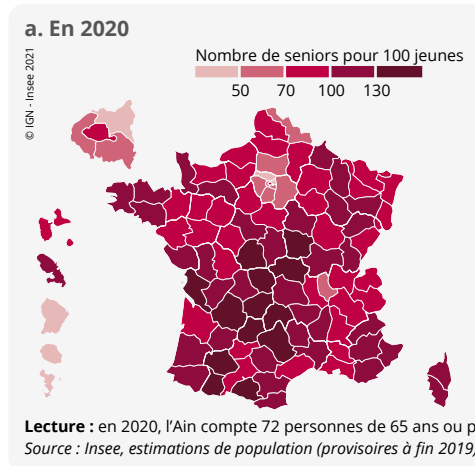 a. En 2020
© IGN - Insee 2021
Nombre de seniors pour 100 jeunes
50 70 100 130
Lecture : en 2020, l’Ain compte 72 personnes de 65 ans ou p
Source : Insee, estimations de population (provisoires à fin 2019)